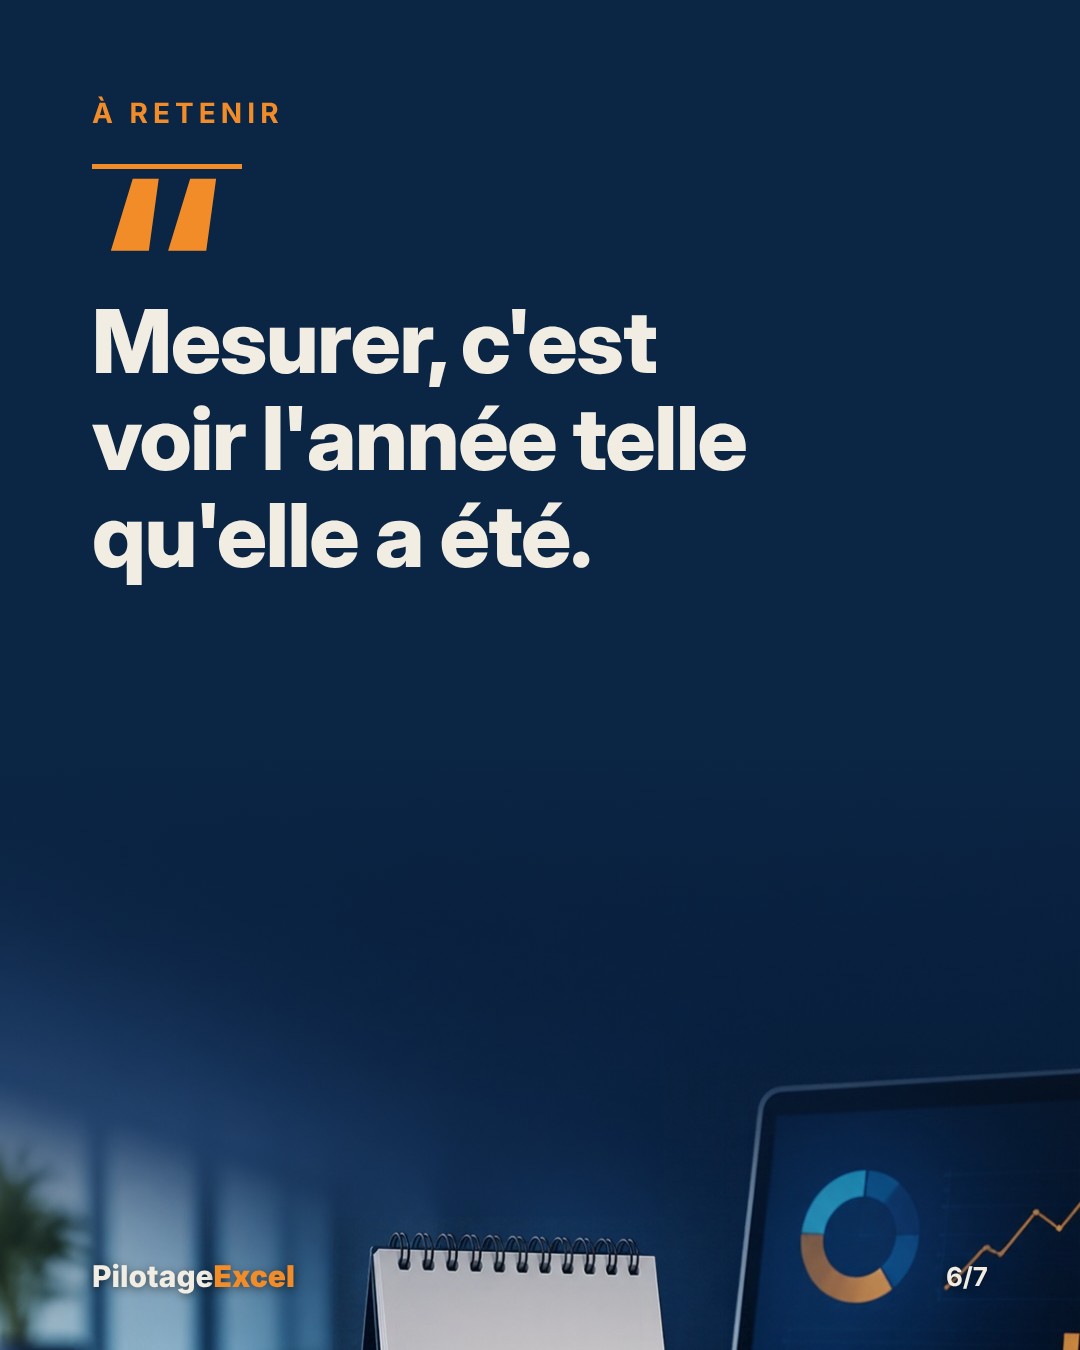 À RETENIR
"
Mesurer, c'est
voir l'année telle
qu'elle a été.
PilotageExcel
6/7